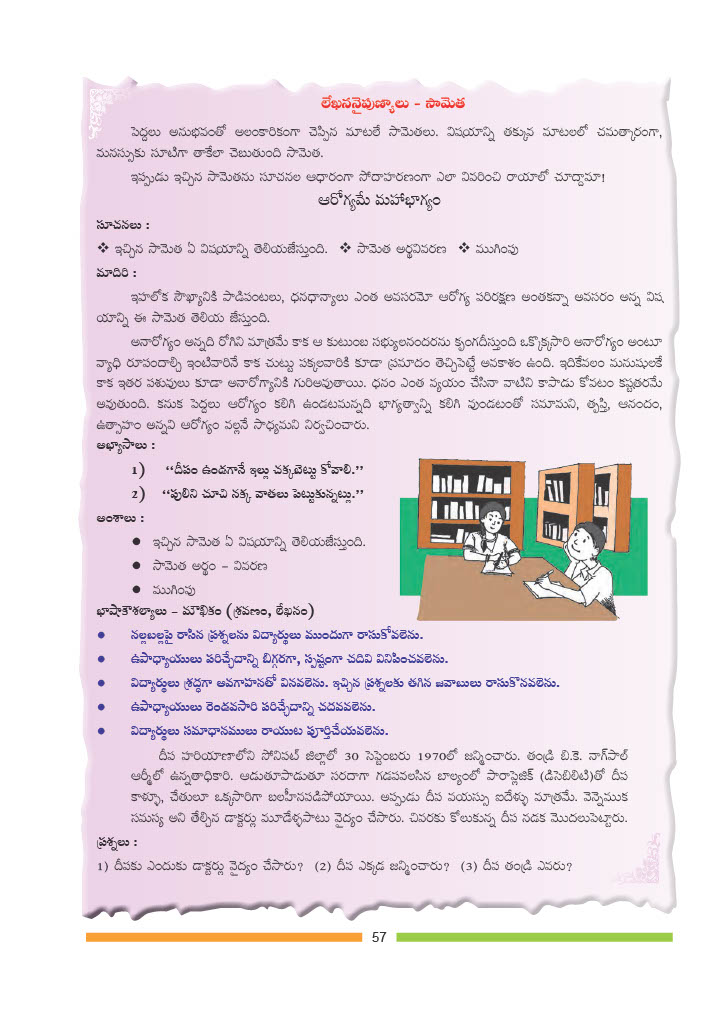 లేఖననైపుణ్యాలు - సామెత
పెద్దలు అనుభవంతో అలంకారికంగా చెప్పిన మాటలే సామెతలు. విషయాన్ని తక్కువ మాటలలో చమత్కారంగా,
మనస్సుకు సూటిగా తాకేలా చెబుతుంది సామెత.
ఇప్పుడు ఇచ్చిన సామెతను సూచనల ఆధారంగా సోదాహరణంగా ఎలా వివరించి రాయాలో చూద్దామా!
ఆరోగ్యమే మహాభాగ్యం
సూచనలు :
❖ ఇచ్చిన సామెత ఏ విషయాన్ని తెలియజేస్తుంది. ❖ సామెత అర్థవివరణ ❖ ముగింపు
మాదిరి :
ఇహలోక సౌఖ్యానికి పాడిపంటలు, ధనధాన్యాలు ఎంత అవసరమో ఆరోగ్య పరిరక్షణ అంతకన్నా అవసరం అన్న విష
యాన్ని ఈ సామెత తెలియ జేస్తుంది.
అనారోగ్యం అన్నది రోగిని మాత్రమే కాక ఆ కుటుంబ సభ్యులనందరను కృంగదీస్తుంది ఒక్కొక్కసారి అనారోగ్యం అంటూ
వ్యాధి రూపందాల్చి ఇంటివారినే కాక చుట్టు పక్కలవారికి కూడా ప్రమాదం తెచ్చిపెట్టే అవకాశం ఉంది. ఇదికేవలం మనుషులకే
కాక ఇతర పశువులు కూడా అనారోగ్యానికి గురిఅవుతాయి. ధనం ఎంత వ్యయం చేసినా వాటిని కాపాడు కోవటం కష్టతరమే
అవుతుంది. కనుక పెద్దలు ఆరోగ్యం కలిగి ఉండటమన్నది భాగ్యత్వాన్ని కలిగి వుండటంతో సమామని, తృప్తి, ఆనందం,
ఉత్సాహం అన్నవి ఆరోగ్యం వల్లనే సాధ్యమని నిర్వచించారు.
అభ్యాసాలు :
1) “దీపం ఉండగానే ఇల్లు చక్కబెట్టు కోవాలి.”
2) “పులిని చూచి నక్క వాతలు పెట్టుకున్నట్లు.”
అంశాలు :
● ఇచ్చిన సామెత ఏ విషయాన్ని తెలియజేస్తుంది.
● సామెత అర్థం - వివరణ
● ముగింపు
భాషాకౌశల్యాలు - మౌఖికం (శ్రవణం, లేఖనం)
● నల్లబల్లపై రాసిన ప్రశ్నలను విద్యార్థులు ముందుగా రాసుకోవలెను.
● ఉపాధ్యాయులు పరిచ్ఛేదాన్ని బిగ్గరగా, స్పష్టంగా చదివి వినిపించవలెను.
● విద్యార్థులు శ్రద్ధగా అవగాహనతో వినవలెను. ఇచ్చిన ప్రశ్నలకు తగిన జవాబులు రాసుకొనవలెను.
● ఉపాధ్యాయులు రెండవసారి పరిచ్ఛేదాన్ని చదవవలెను.
● విద్యార్థులు సమాధానములు రాయుట పూర్తిచేయవలెను.
దీప హరియాణాలోని సోనిపట్ జిల్లాలో 30 సెప్టెంబరు 1970లో జన్మించారు. తండ్రి బి.కె. నాగ్‌పాల్
ఆర్మీలో ఉన్నతాధికారి. ఆడుతూపాడుతూ సరదాగా గడపవలసిన బాల్యంలో పారాప్లెజిక్ (డిసెబిలిటి)తో దీప
కాళ్ళూ, చేతులూ ఒక్కసారిగా బలహీనపడిపోయాయి. అప్పుడు దీప వయస్సు ఐదేళ్ళు మాత్రమే. వెన్నెముక
సమస్య అని తేల్చిన డాక్టర్లు మూడేళ్ళపాటు వైద్యం చేసారు. చివరకు కోలుకున్న దీప నడక మొదలుపెట్టారు.
ప్రశ్నలు :
1) దీపకు ఎందుకు డాక్టర్లు వైద్యం చేసారు? (2) దీప ఎక్కడ జన్మించారు? (3) దీప తండ్రి ఎవరు?
57